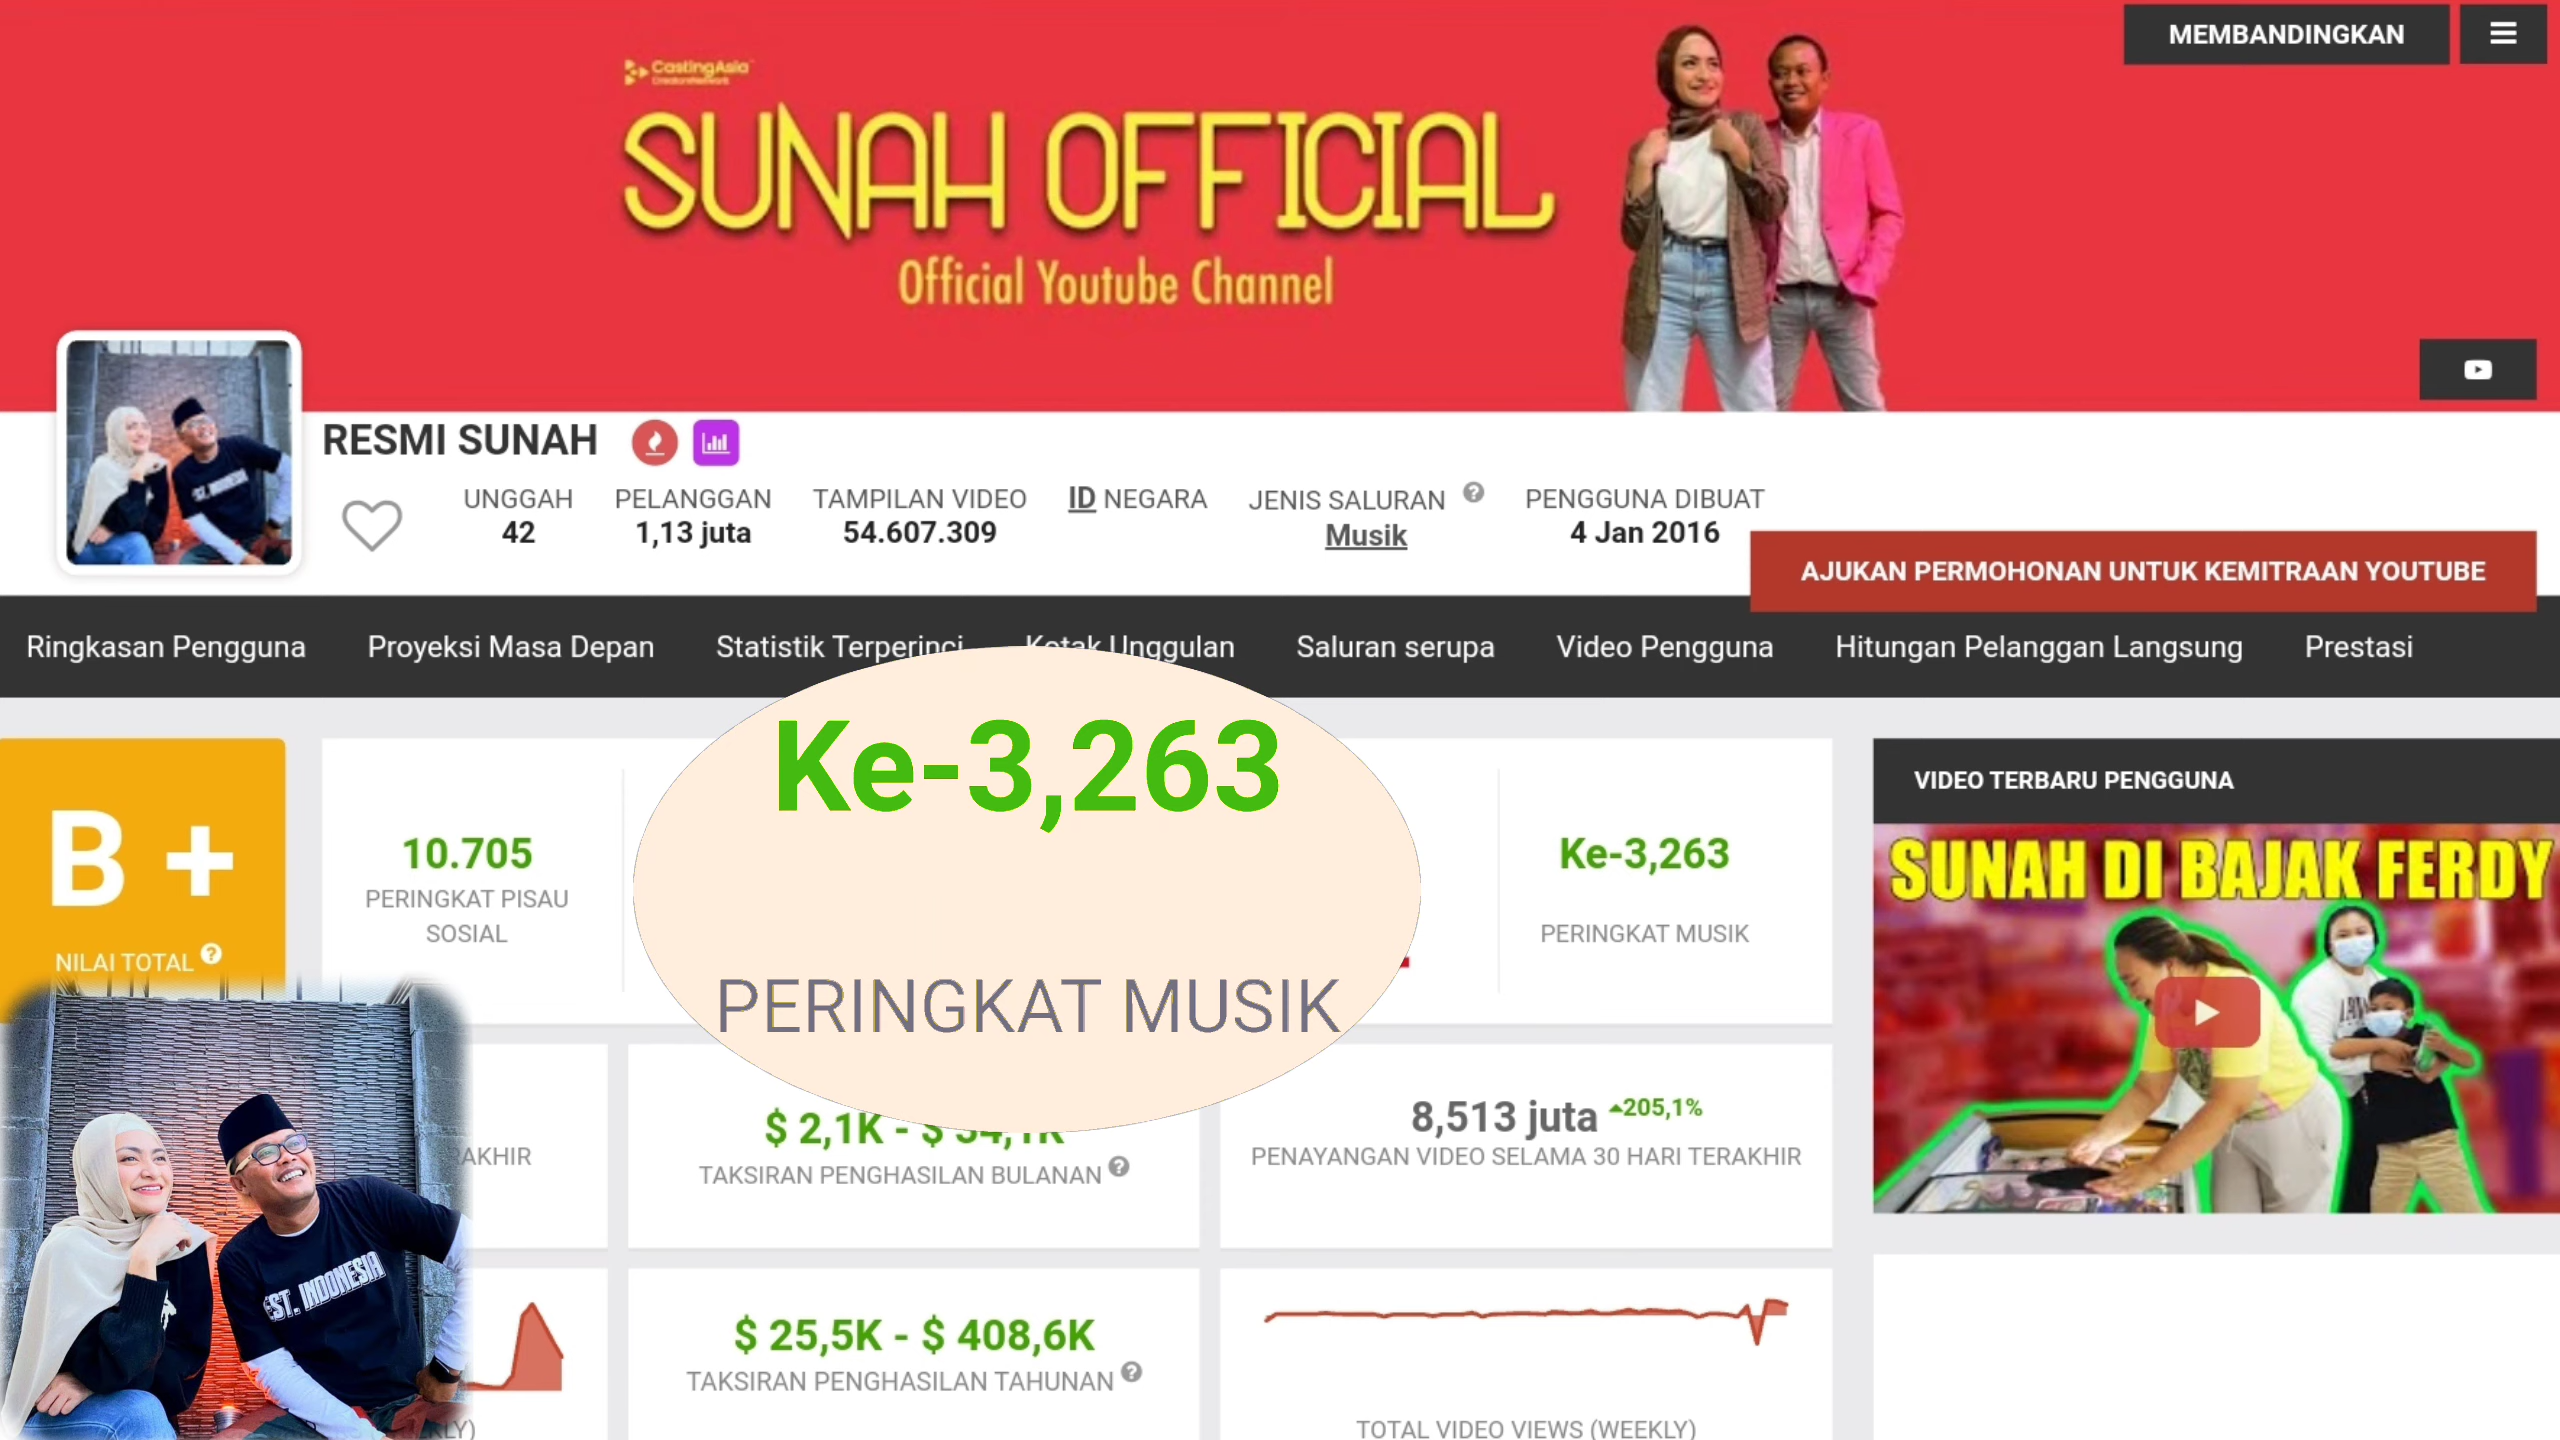 MEMBANDINGKAN
CastingAsia
SUNAH OFFICIAL
Official Youtube Channel
RESMI SUNAH
UNGGAH
42
PELANGGAN
1,13 juta
TAMPILAN VIDEO
54.607.309
ID NEGARA
JENIS SALURAN
Musik
PENGGUNA DIBUAT
4 Jan 2016
AJUKAN PERMOHONAN UNTUK KEMITRAAN YOUTUBE
Ringkasan Pengguna
Proyeksi Masa Depan
Statistik Terperinci
Kotak Unggulan
Saluran serupa
Video Pengguna
Hitungan Pelanggan Langsung
Prestasi
B +
NILAI TOTAL
10.705
PERINGKAT PISAU
SOSIAL
Ke-3,263
PERINGKAT MUSIK
Ke-3,263
PERINGKAT MUSIK
VIDEO TERBARU PENGGUNA
SUNAH DI BAJAK FERDY
$ 2,1K - $ 34,1K
TAKSIRAN PENGHASILAN BULANAN
8,513 juta 205,1%
PENAYANGAN VIDEO SELAMA 30 HARI TERAKHIR
$ 25,5K - $ 408,6K
TAKSIRAN PENGHASILAN TAHUNAN
TOTAL VIDEO VIEWS (WEEKLY)
EST. INDONESIA